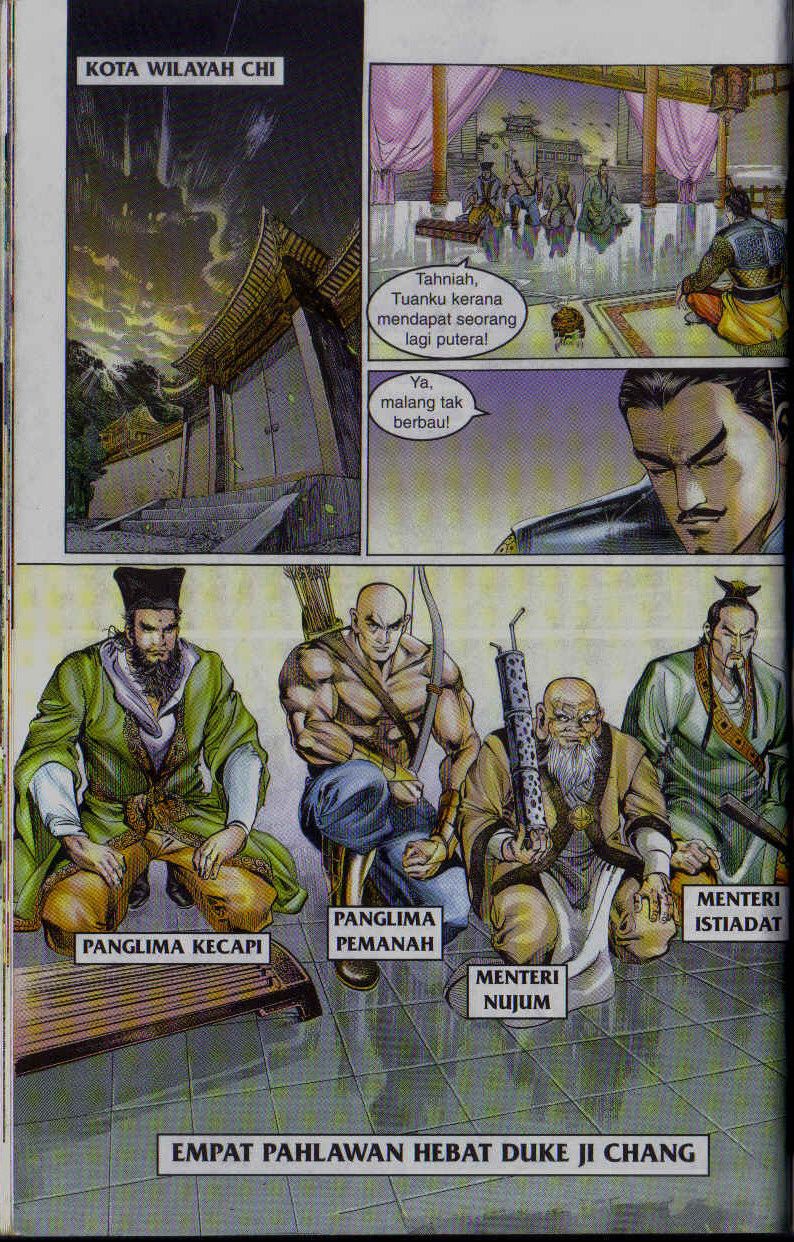 KOTA WILAYAH CHI
Tahniah,
Tuanku kerana
mendapat seorang
lagi putera!
Ya,
malang tak
berbau!
PANGLIMA KECAPI
PANGLIMA
PEMANAH
MENTERI
NUJUM
MENTERI
ISTIADAT
EMPAT PAHLAWAN HEBAT DUKE JI CHANG